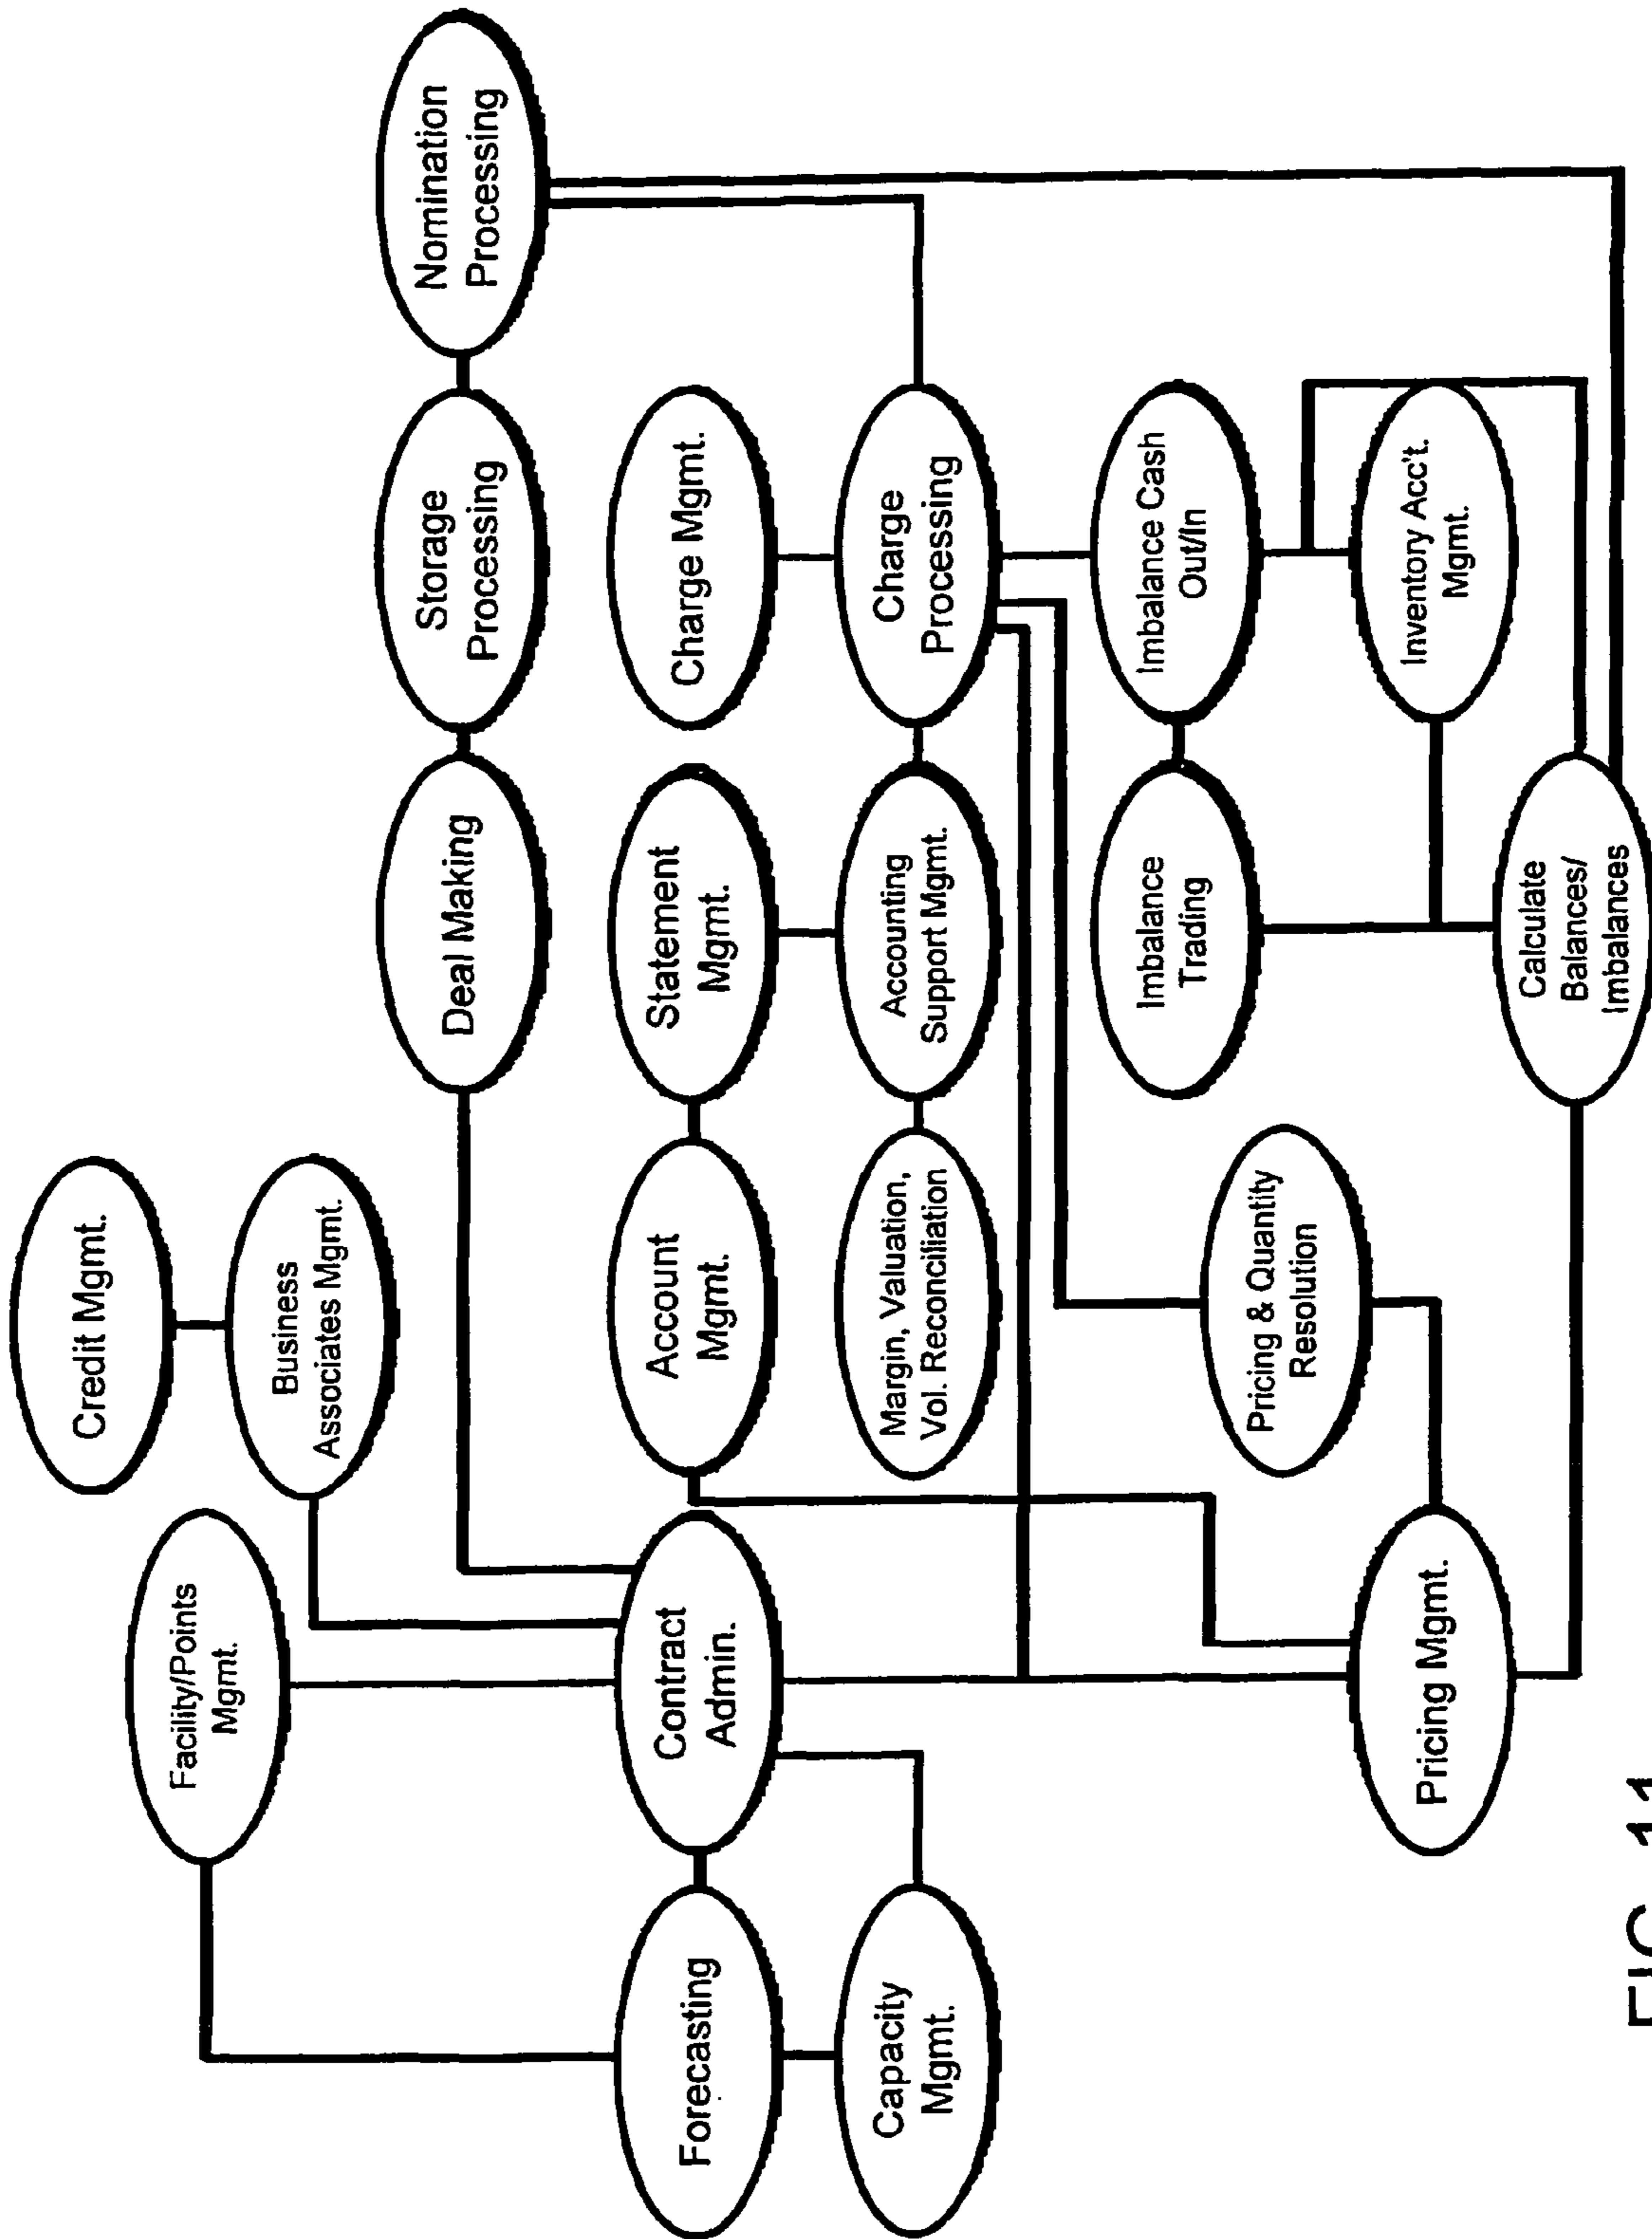 Credit Mgmt.
Facility/Points
Mgmt.
Business
Associates Mgmt.
Deal Making
Storage
Processing
Nomination
Processing
Forecasting
Contract
Admin.
Account
Mgmt.
Statement
Mgmt.
Charge Mgmt.
Capacity
Mgmt.
Margin, Valuation,
Vol. Reconciliation
Accounting
Support Mgmt.
Charge
Processing
Imbalance
Trading
Imbalance Cash
Out/In
Pricing & Quantity
Resolution
Pricing Mgmt.
Inventory Acc't.
Mgmt.
Calculate
Balances/
Imbalances
FIG. 11